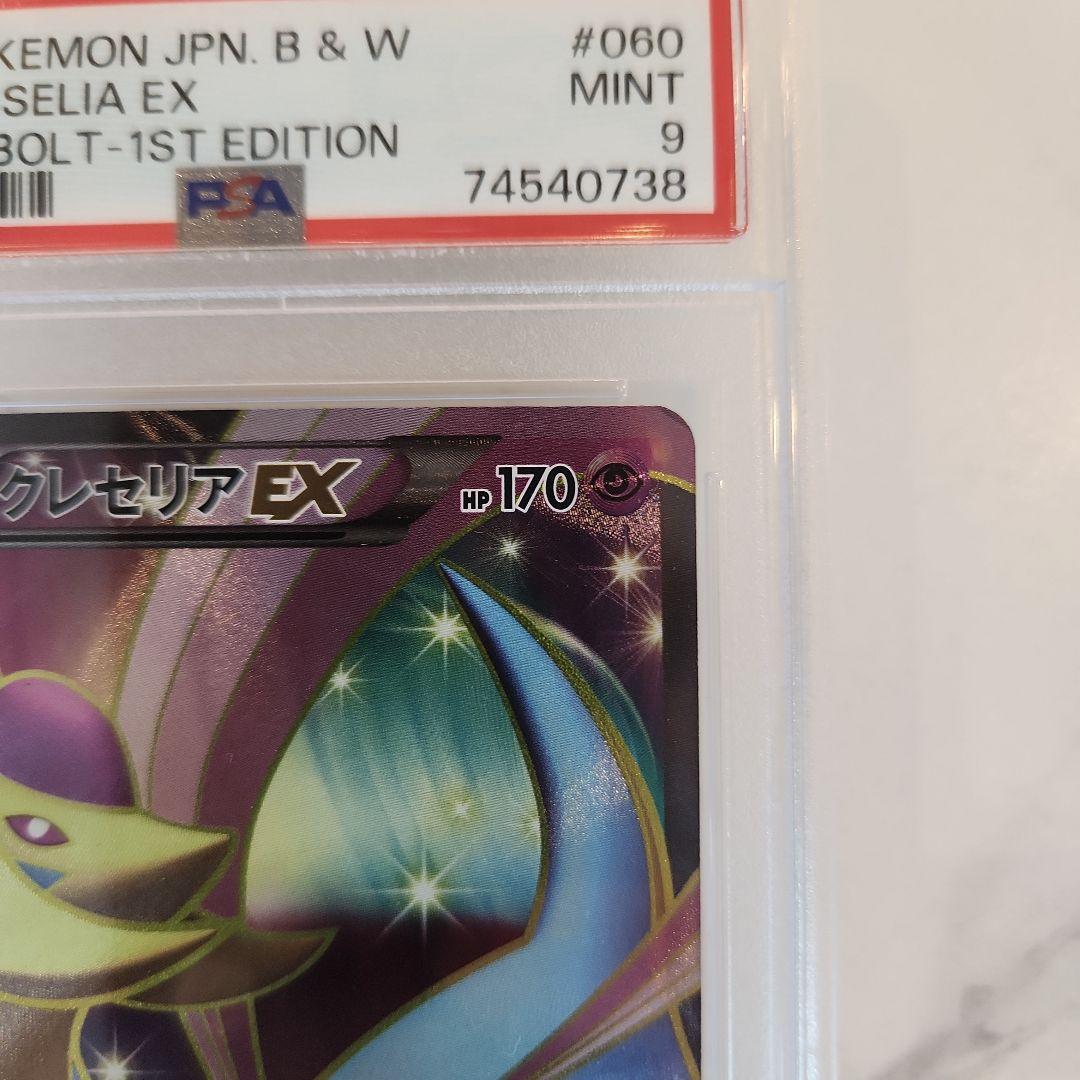 KEMON JPN. B & W #060
SELIA EX MINT
BOLT-1ST EDITION 9
PSA 74540738
クレセリアEX HP170